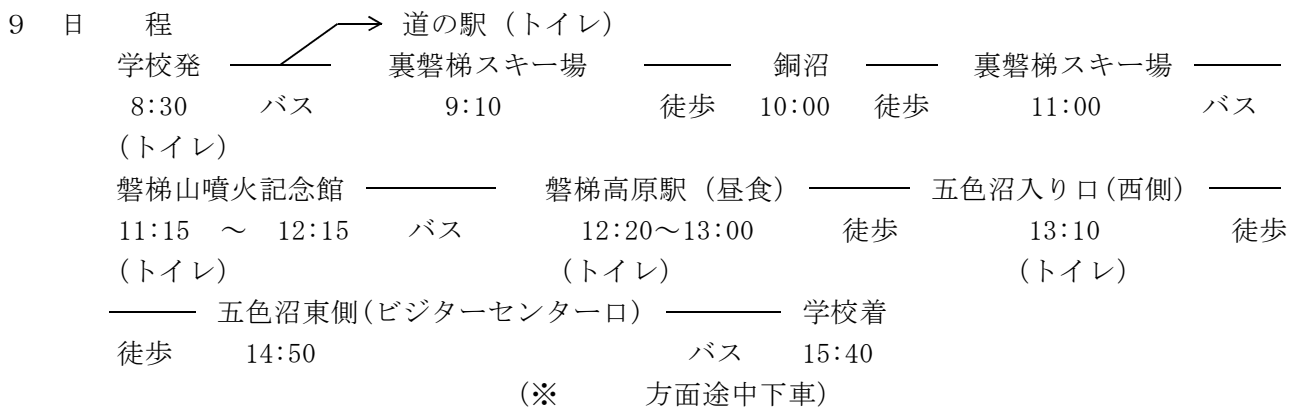 ９　日　程　　→ 道の駅（トイレ）
学校発 ――― 裏磐梯スキー場 ――― 銅沼 ――― 裏磐梯スキー場 ―――
8:30　バス　9:10　徒歩　10:00　徒歩　11:00　バス
（トイレ）
磐梯山噴火記念館 ――― 磐梯高原駅（昼食） ――― 五色沼入り口(西側) ―――
11:15　～　12:15　バス　12:20～13:00　徒歩　13:10　徒歩
（トイレ）　（トイレ）　（トイレ）
――― 五色沼東側(ビジターセンター口) ――― 学校着
徒歩　14:50　バス　15:40
(※　　　方面途中下車)